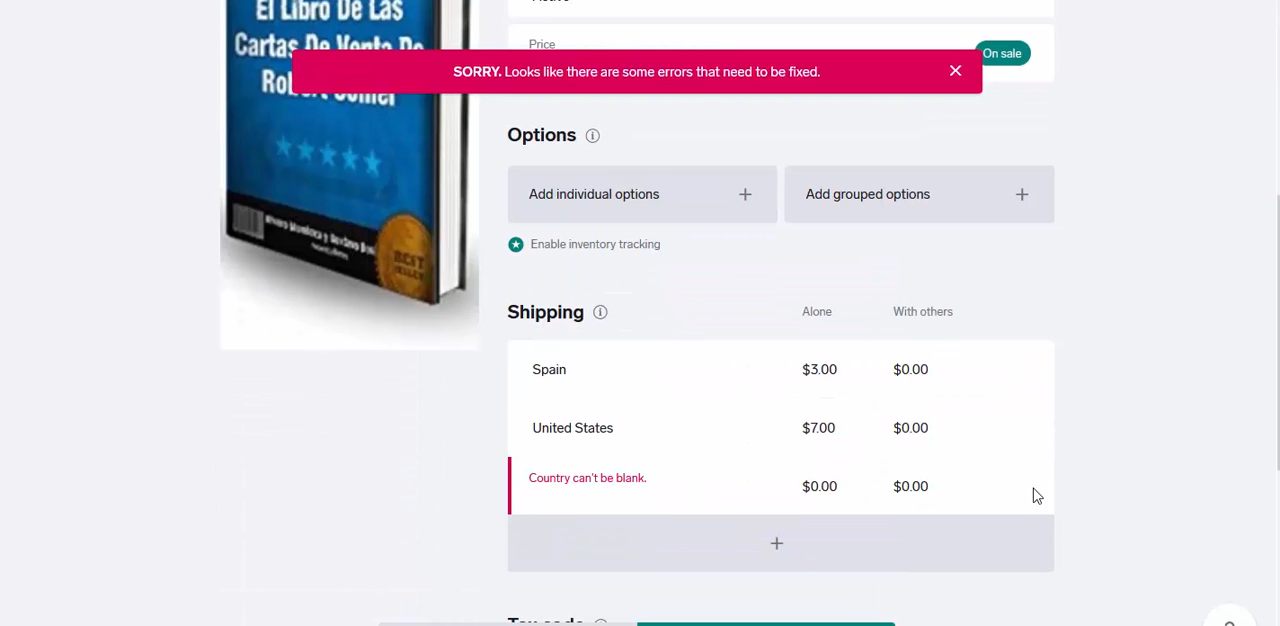 El Libro De Las
Cartas De Venta De
Price
On sale
SORRY. Looks like there are some errors that need to be fixed.
Options
Add individual options
Add grouped options
Enable inventory tracking
Shipping
Alone
With others
Spain
$3.00
$0.00
United States
$7.00
$0.00
Country can't be blank.
$0.00
$0.00
BEST
SELLER